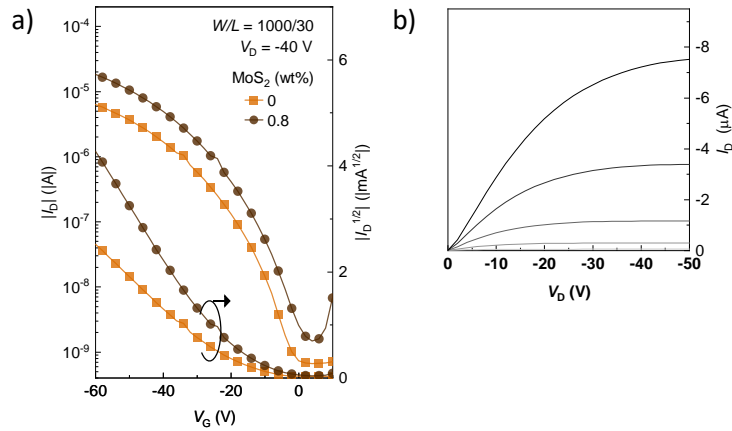 a)
W/L = 1000/30
V_D = -40 V
MoS₂ (wt%)
0
0.8
10⁻⁴
10⁻⁵
10⁻⁶
10⁻⁷
10⁻⁸
10⁻⁹
|I_D| (|A|)
6
4
2
0
|I_D^1/2| (|mA^1/2|)
-60 -40 -20 0
V_G (V)
b)
-8
-6
-4
-2
0
I_D (μA)
0 -10 -20 -30 -40 -50
V_D (V)